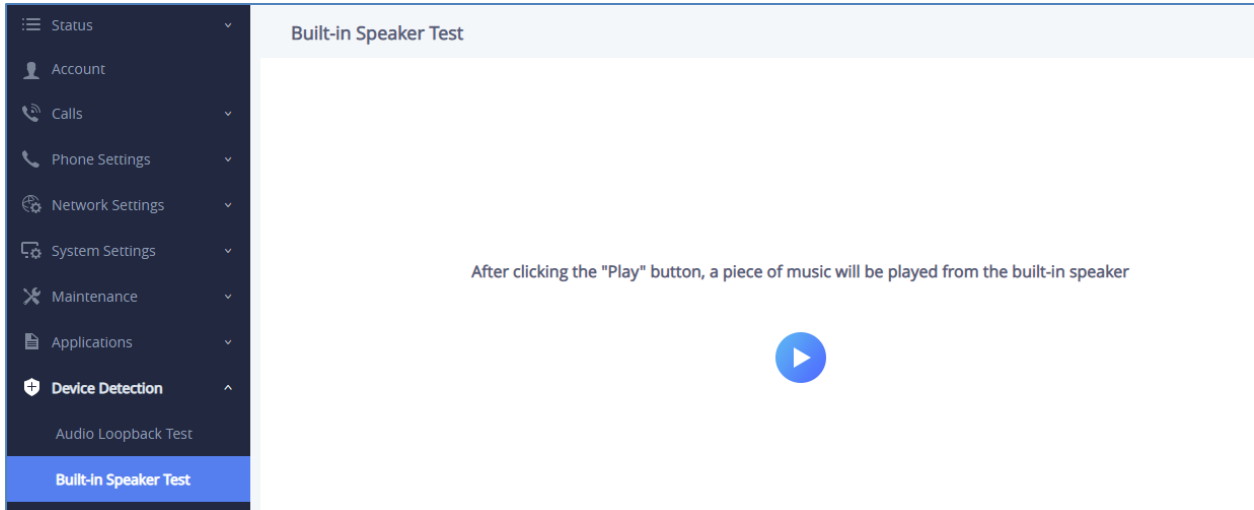 Status
Account
Calls
Phone Settings
Network Settings
System Settings
Maintenance
Applications
Device Detection
Audio Loopback Test
Built-in Speaker Test
Built-in Speaker Test
After clicking the "Play" button, a piece of music will be played from the built-in speaker